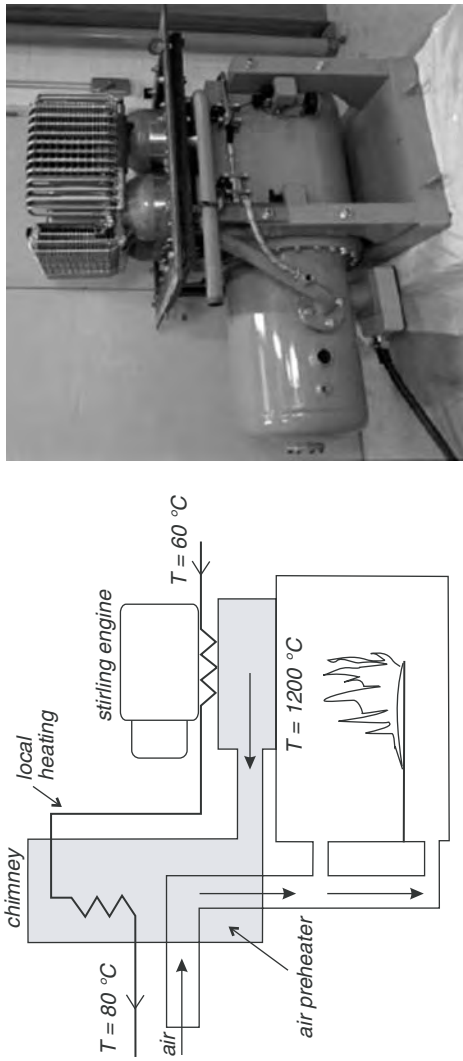 stirling engine
T = 60 °C
local
heating
chimney
T = 1200 °C
T = 80 °C
air
air preheater